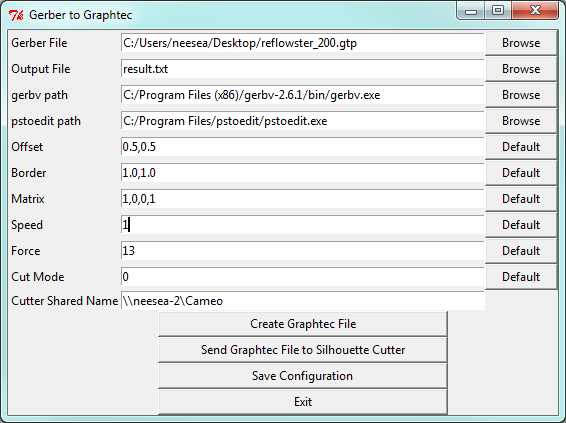 Gerber to Graphtec
Gerber File C:/Users/neesea/Desktop/reflowster_200.gtp Browse
Output File result.txt Browse
gerbv path C:/Program Files (x86)/gerbv-2.6.1/bin/gerbv.exe Browse
pstoedit path C:/Program Files/pstoedit/pstoedit.exe Browse
Offset 0.5,0.5 Default
Border 1.0,1.0 Default
Matrix 1,0,0,1 Default
Speed 1 Default
Force 13 Default
Cut Mode 0 Default
Cutter Shared Name \\neesea-2\Cameo
Create Graphtec File
Send Graphtec File to Silhouette Cutter
Save Configuration
Exit